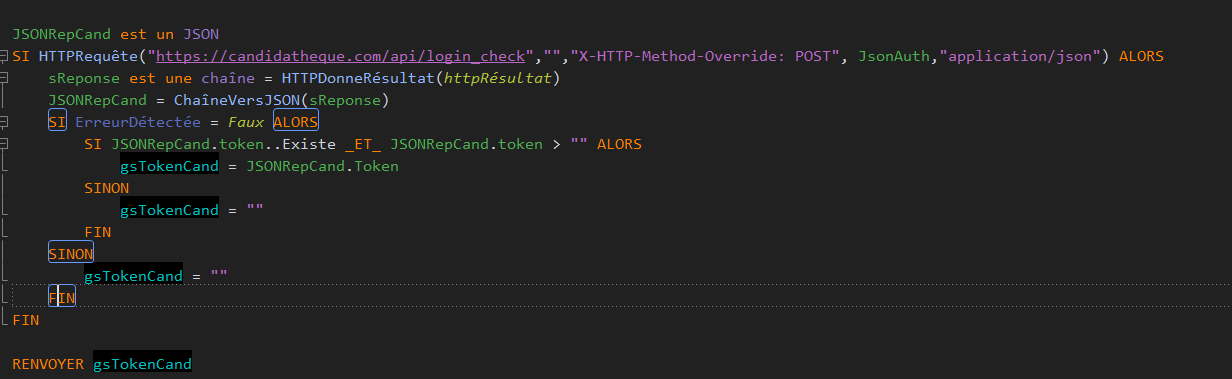 JSONRepCand est un JSON
SI HTTPRequête("https://candidatheque.com/api/login_check","","X-HTTP-Method-Override: POST", JsonAuth,"application/json") ALORS
sReponse est une chaîne = HTTPDonneRésultat(httpRésultat)
JSONRepCand = ChaîneVersJSON(sReponse)
SI ErreurDétectée = Faux ALORS
SI JSONRepCand.token..Existe _ET_ JSONRepCand.token > "" ALORS
gsTokenCand = JSONRepCand.Token
SINON
gsTokenCand = ""
FIN
SINON
gsTokenCand = ""
FIN
FIN
RENVOYER gsTokenCand